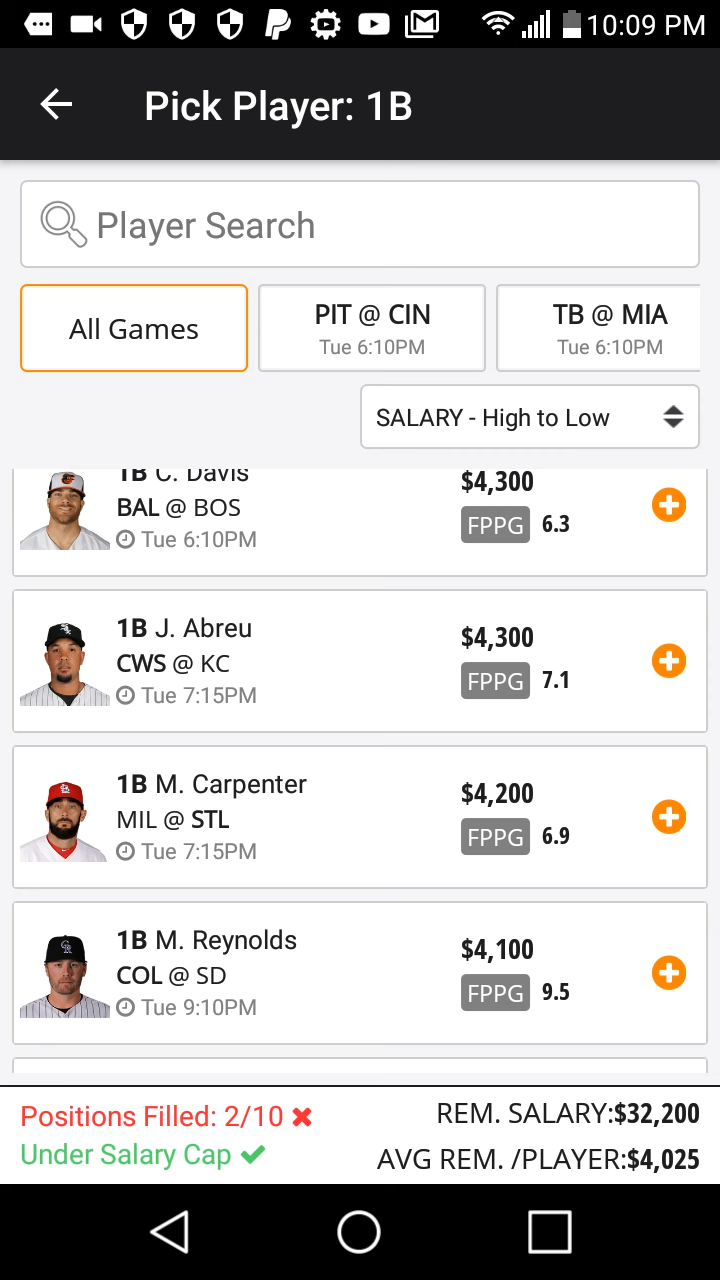 10:09 PM
Pick Player: 1B
Player Search
All Games
PIT @ CIN
Tue 6:10PM
TB @ MIA
Tue 6:10PM
SALARY - High to Low
1B C. Davis
$4,300
BAL @ BOS
FPPG 6.3
Tue 6:10PM
1B J. Abreu
$4,300
CWS @ KC
FPPG 7.1
Tue 7:15PM
1B M. Carpenter
$4,200
MIL @ STL
FPPG 6.9
Tue 7:15PM
1B M. Reynolds
$4,100
COL @ SD
FPPG 9.5
Tue 9:10PM
Positions Filled: 2/10
REM. SALARY:$32,200
Under Salary Cap
AVG REM. /PLAYER:$4,025